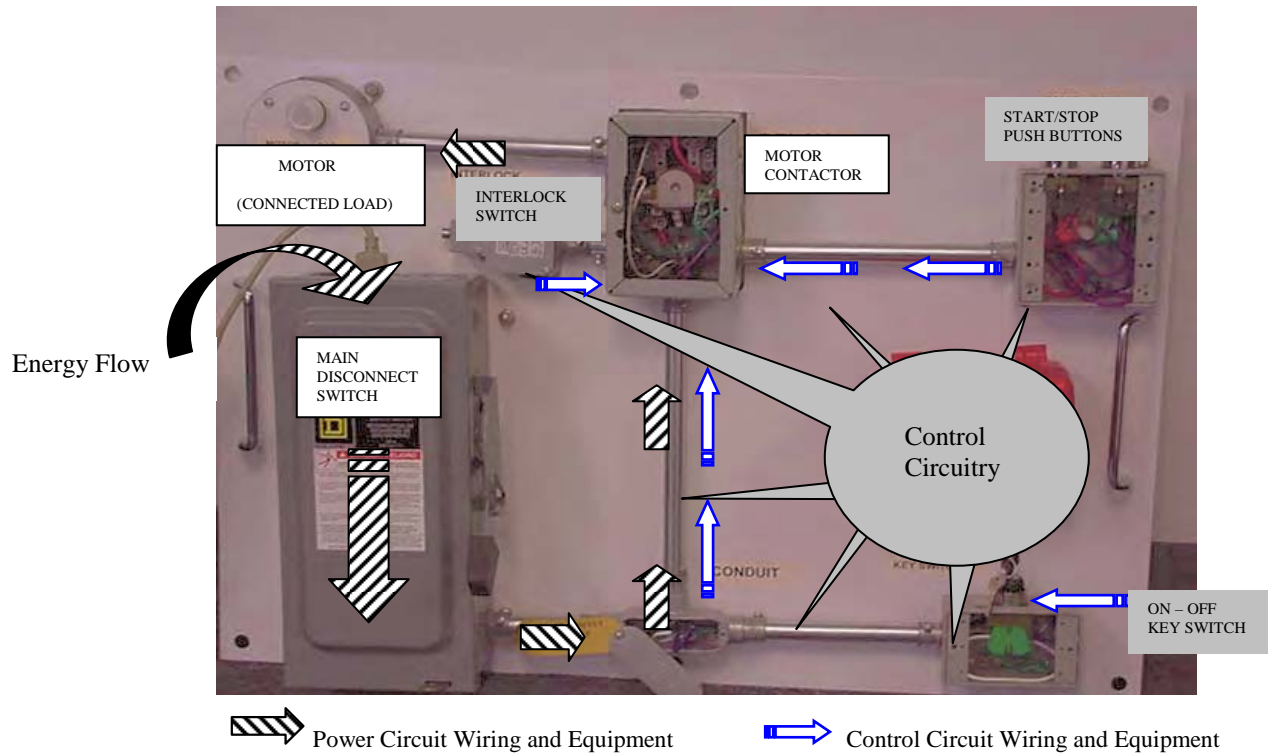 START/STOP
PUSH BUTTONS
MOTOR
(CONNECTED LOAD)
MOTOR
CONTACTOR
INTERLOCK
SWITCH
Energy Flow
MAIN
DISCONNECT
SWITCH
Control
Circuitry
CONDUIT
KEY SWITC
ON – OFF
KEY SWITCH
Power Circuit Wiring and Equipment
Control Circuit Wiring and Equipment